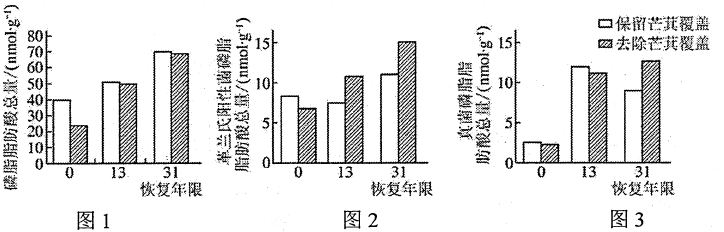 磷脂脂肪酸总量/(nmol·g⁻¹)
80
70
60
50
40
30
20
10
0
0 13 31
恢复年限
图1
革兰氏阳性菌磷脂
脂肪酸总量/(nmol·g⁻¹)
15
10
5
0
0 13 31
恢复年限
图2
真菌磷脂脂
肪酸总量/(nmol·g⁻¹)
15
10
5
0
0 13 31
恢复年限
图3
保留芒萁覆盖
去除芒萁覆盖